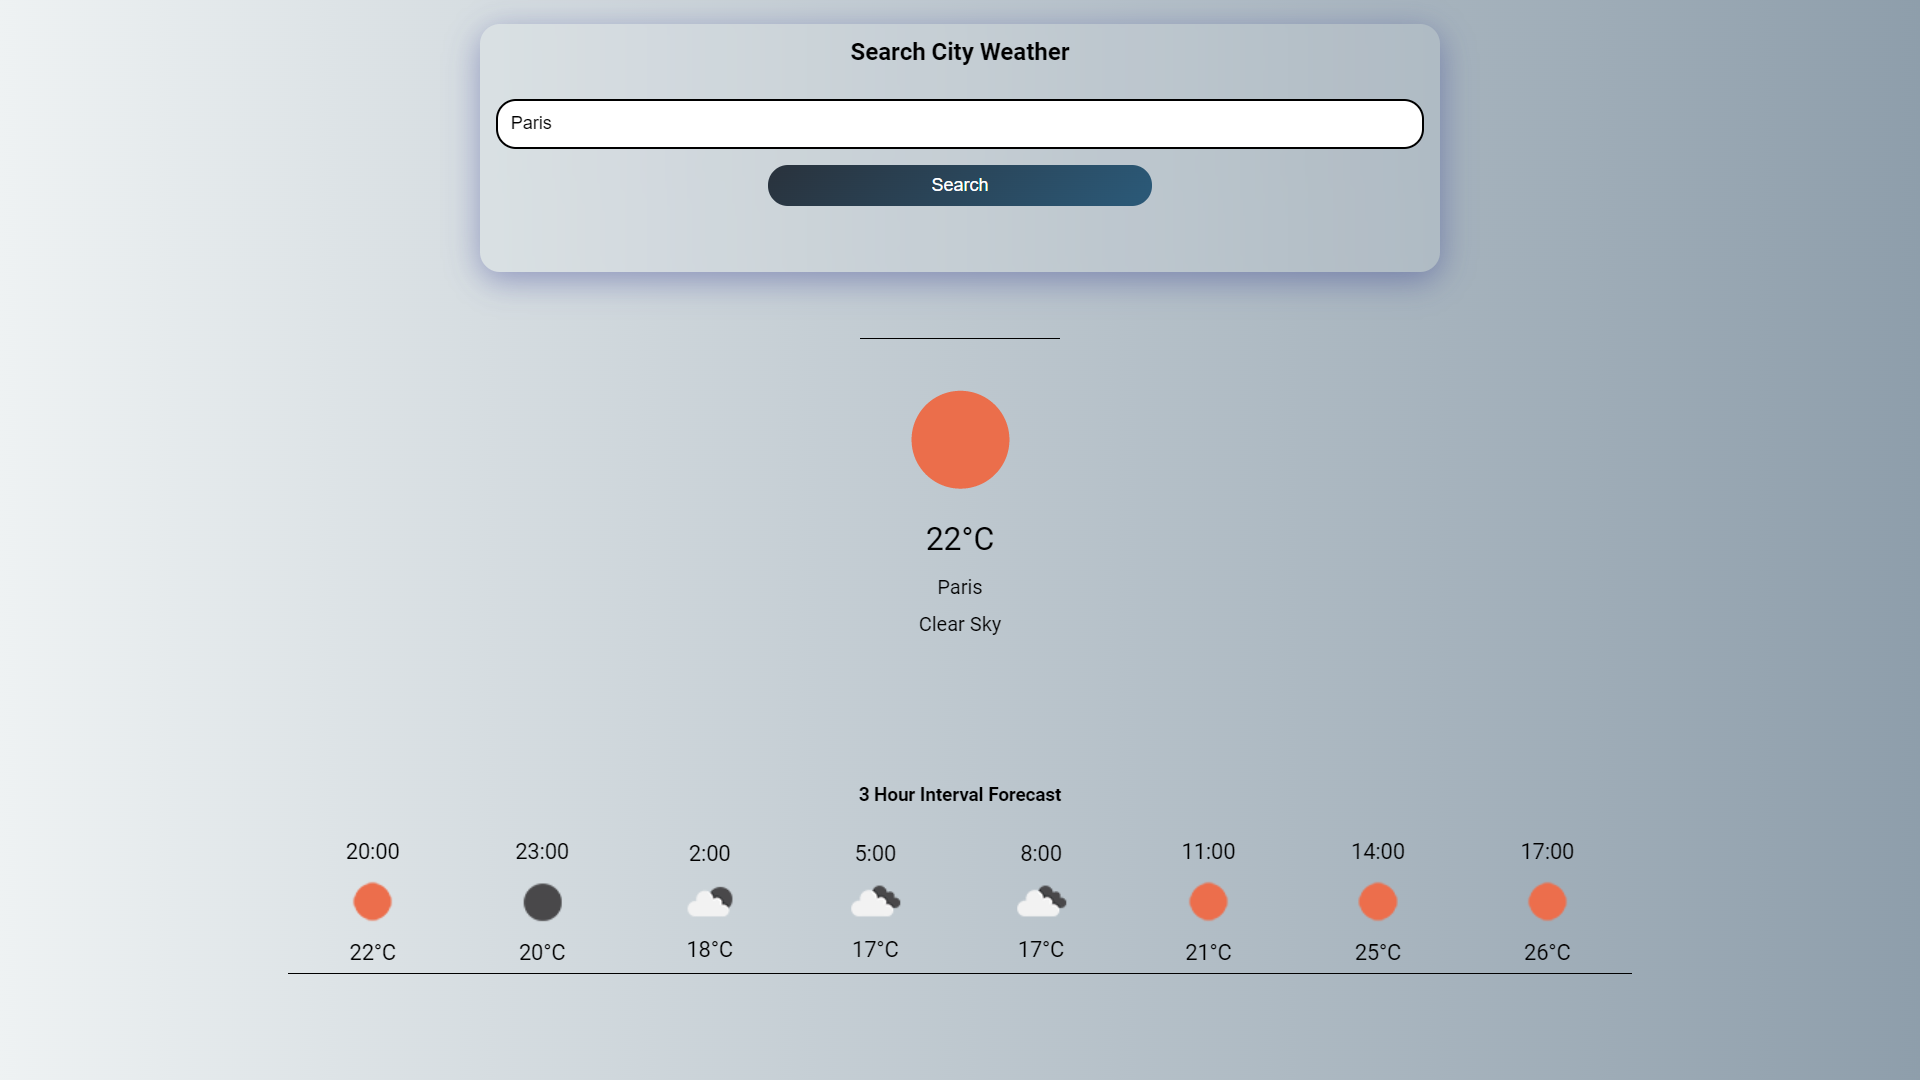 Search City Weather
Paris
Search
22°C
Paris
Clear Sky
3 Hour Interval Forecast
20:00 23:00 2:00 5:00 8:00 11:00 14:00 17:00
22°C 20°C 18°C 17°C 17°C 21°C 25°C 26°C